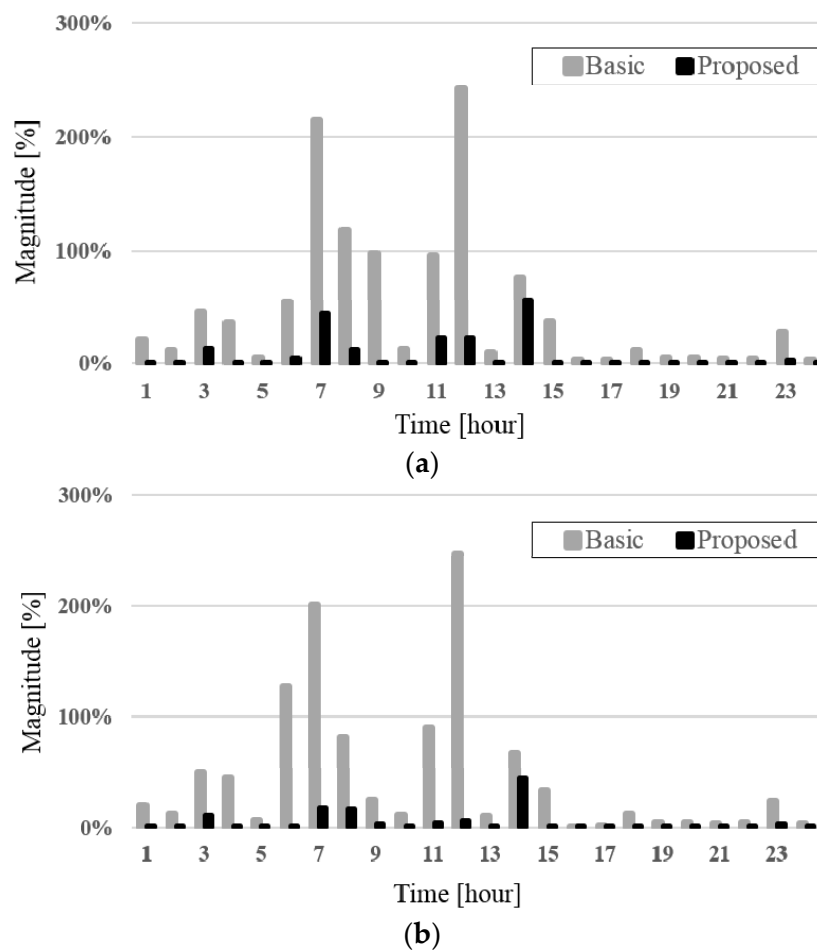 300%
Basic Proposed
200%
100%
0%
Magnitude [%]
1 3 5 7 9 11 13 15 17 19 21 23
Time [hour]
(a)
300%
Basic Proposed
200%
100%
0%
Magnitude [%]
1 3 5 7 9 11 13 15 17 19 21 23
Time [hour]
(b)